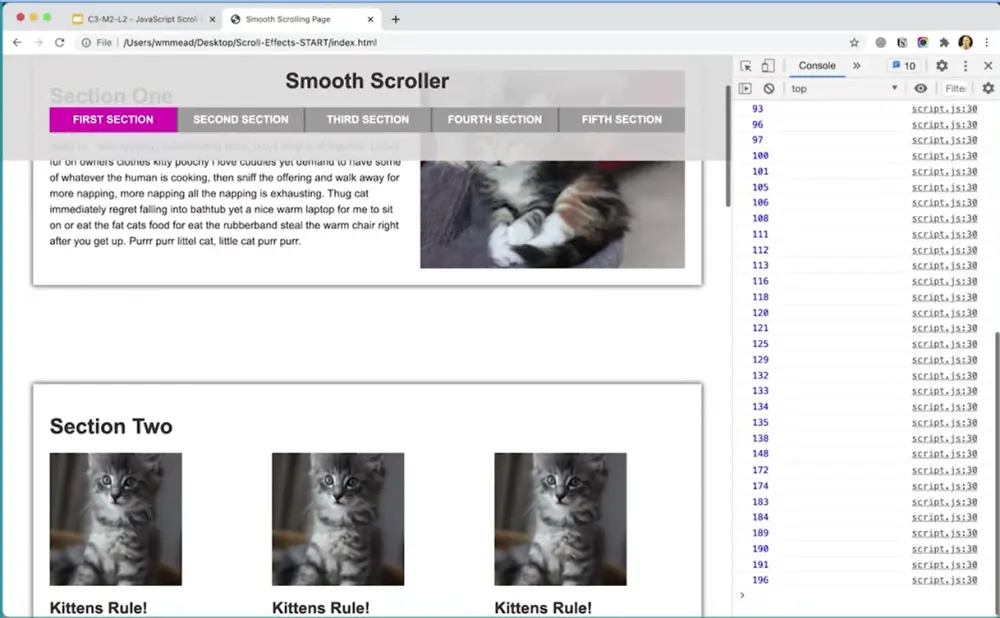 C3-M2-L2 - JavaScript Scroll
Smooth Scrolling Page
File /Users/wmmead/Desktop/Scroll-Effects-START/index.html
Smooth Scroller
Section One
FIRST SECTION SECOND SECTION THIRD SECTION FOURTH SECTION FIFTH SECTION
fur on owners clothes kitty poochy i love cuddles yet demand to have some
of whatever the human is cooking, then sniff the offering and walk away for
more napping, more napping all the napping is exhausting. Thug cat
immediately regret falling into bathtub yet a nice warm laptop for me to sit
on or eat the fat cats food for eat the rubberband steal the warm chair right
after you get up. Purrr purr littel cat, little cat purr purr.
Section Two
Kittens Rule! Kittens Rule! Kittens Rule!
Console 10
top Filte
93 script.js:30
96 script.js:30
97 script.js:30
100 script.js:30
101 script.js:30
105 script.js:30
106 script.js:30
108 script.js:30
111 script.js:30
112 script.js:30
113 script.js:30
116 script.js:30
118 script.js:30
120 script.js:30
121 script.js:30
125 script.js:30
129 script.js:30
132 script.js:30
133 script.js:30
134 script.js:30
135 script.js:30
138 script.js:30
148 script.js:30
172 script.js:30
174 script.js:30
183 script.js:30
184 script.js:30
189 script.js:30
190 script.js:30
191 script.js:30
196 script.js:30